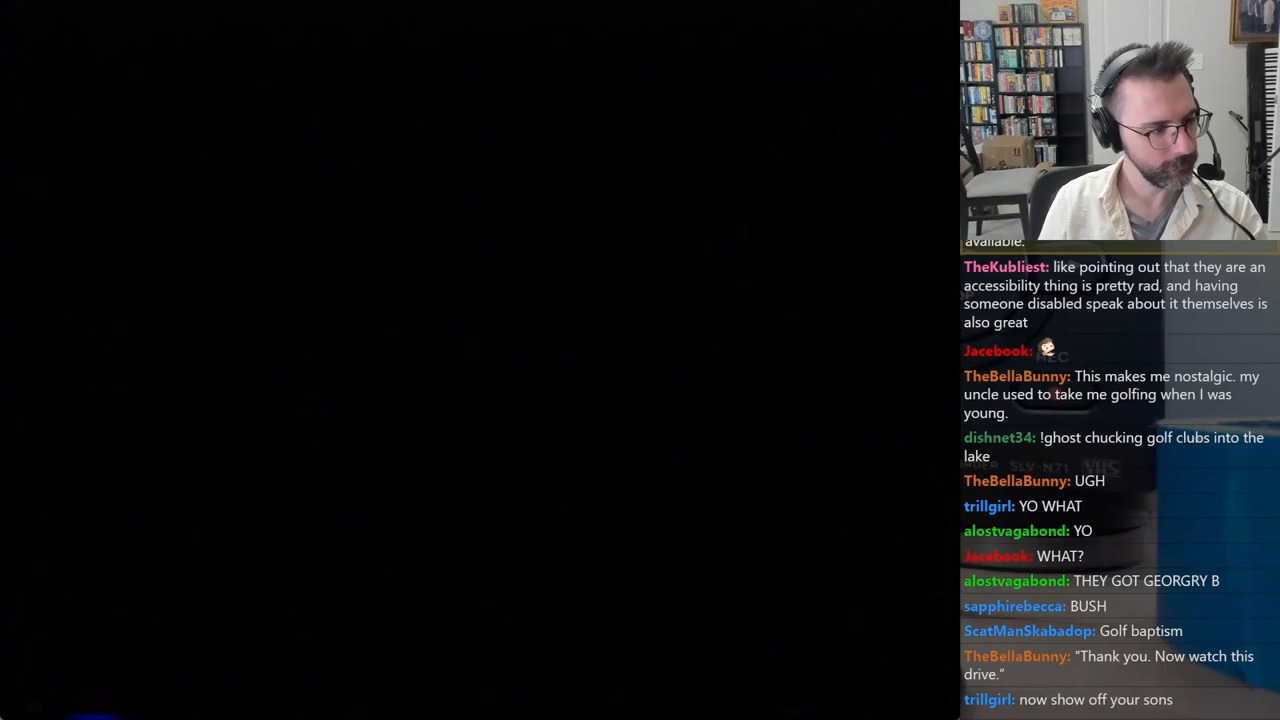 available.
TheKubliest: like pointing out that they are an
accessibility thing is pretty rad, and having
someone disabled speak about it themselves is
also great
Jacebook:
REC
TheBellaBunny: This makes me nostalgic. my
uncle used to take me golfing when I was
young.
dishnet34: !ghost chucking golf clubs into the
lake
SLV-N71 VHS
TheBellaBunny: UGH
trillgirl: YO WHAT
alostvagabond: YO
Jacebook: WHAT?
alostvagabond: THEY GOT GEORGRY B
sapphirebecca: BUSH
ScatManSkabadop: Golf baptism
TheBellaBunny: “Thank you. Now watch this
drive.”
trillgirl: now show off your sons